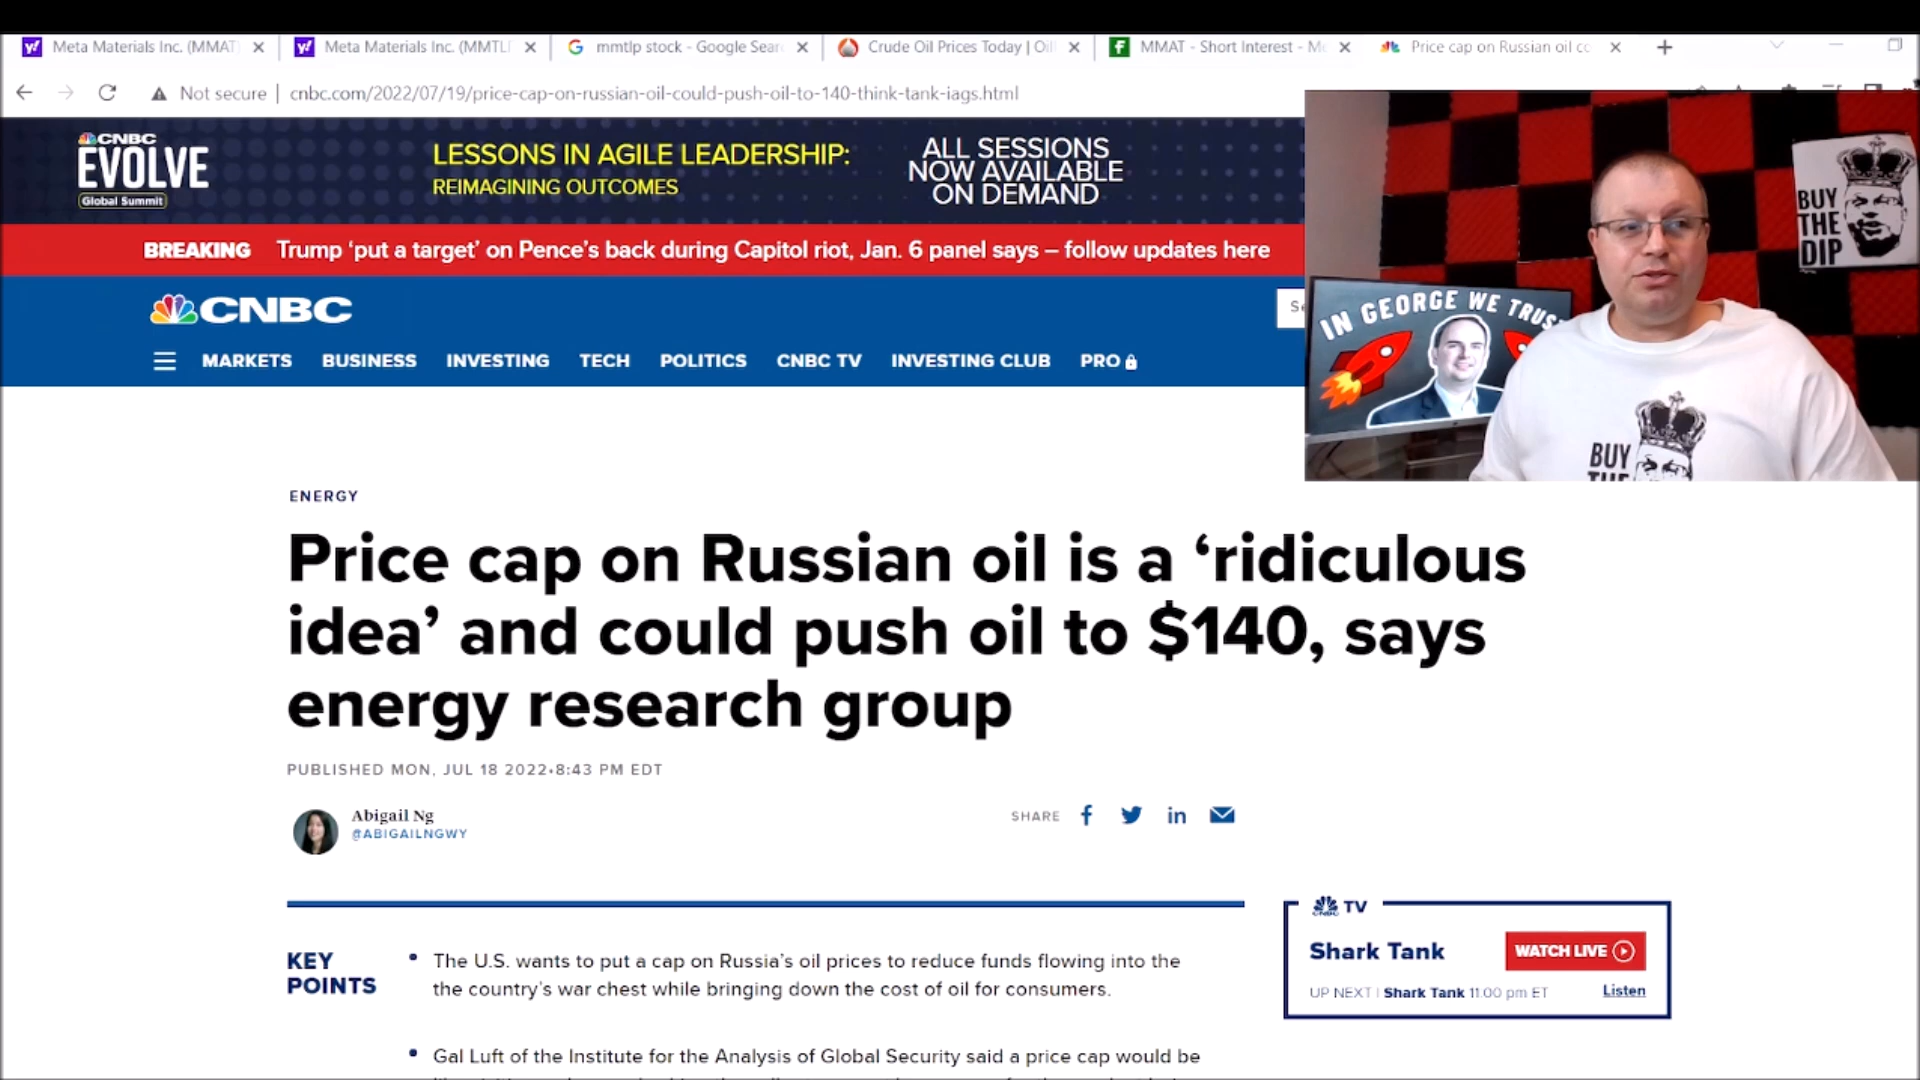 Meta Materials Inc. (MMAT)
Meta Materials Inc. (MMTL
mmtlp stock - Google Sear
Crude Oil Prices Today | Oil
MMAT - Short Interest - M
Price cap on Russian oil co
Not secure | cnbc.com/2022/07/19/price-cap-on-russian-oil-could-push-oil-to-140-think-tank-iags.html
CNBC
EVOLVE
Global Summit
LESSONS IN AGILE LEADERSHIP:
REIMAGINING OUTCOMES
ALL SESSIONS
NOW AVAILABLE
ON DEMAND
BREAKING Trump ‘put a target’ on Pence’s back during Capitol riot, Jan. 6 panel says – follow updates here
CNBC
Se
MARKETS BUSINESS INVESTING TECH POLITICS CNBC TV INVESTING CLUB PRO
BUY
THE
DIP
IN GEORGE WE TRUS
BUY
THE
ENERGY
Price cap on Russian oil is a ‘ridiculous
idea’ and could push oil to $140, says
energy research group
PUBLISHED MON, JUL 18 2022•8:43 PM EDT
Abigail Ng
@ABIGAILNGWY
SHARE
KEY
POINTS
• The U.S. wants to put a cap on Russia’s oil prices to reduce funds flowing into the
the country’s war chest while bringing down the cost of oil for consumers.
• Gal Luft of the Institute for the Analysis of Global Security said a price cap would be
CNBC TV
Shark Tank
WATCH LIVE
UP NEXT | Shark Tank 11:00 pm ET
Listen